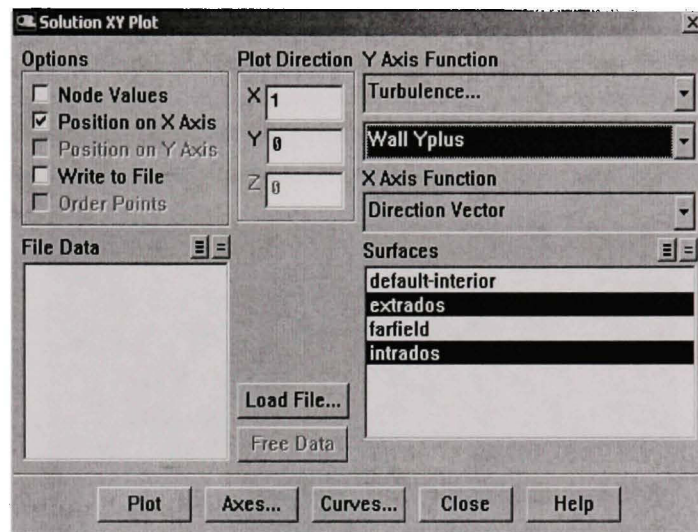 Solution XY Plot
Options
Node Values
Position on X Axis
Position on Y Axis
Write to File
Order Points
Plot Direction
X 1
Y 0
Z 0
Y Axis Function
Turbulence...
Wall Yplus
X Axis Function
Direction Vector
File Data
Surfaces
default-interior
extrados
farfield
intrados
Load File...
Free Data
Plot
Axes...
Curves...
Close
Help